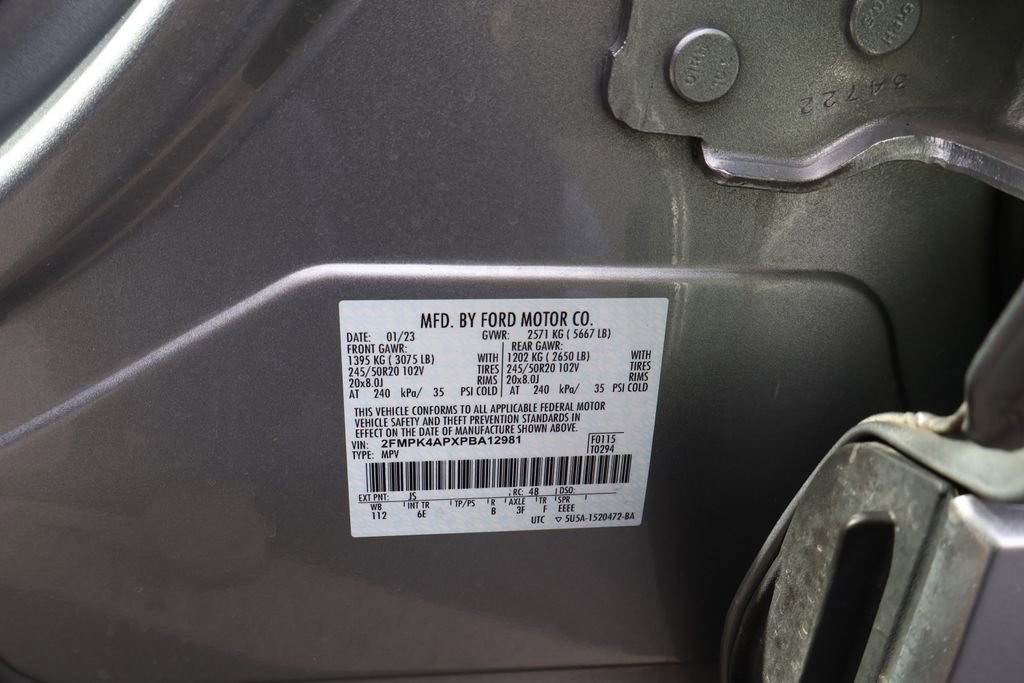 34722
MFD. BY FORD MOTOR CO.
DATE: 01/23 GVWR: 2571 KG ( 5667 LB)
FRONT GAWR: REAR GAWR:
1395 KG ( 3075 LB) WITH 1202 KG ( 2650 LB) WITH
245/50R20 102V TIRES 245/50R20 102V TIRES
20x8.0J RIMS 20x8.0J RIMS
AT 240 kPa/ 35 PSI COLD AT 240 kPa/ 35 PSI COLD
THIS VEHICLE CONFORMS TO ALL APPLICABLE FEDERAL MOTOR
VEHICLE SAFETY AND THEFT PREVENTION STANDARDS IN
EFFECT ON THE DATE OF MANUFACTURE SHOWN ABOVE.
VIN: 2FMPK4APXPBA12981 F0115
TYPE: MPV T0294
EXT PNT: JS RC: 48 DSO:
WB INT TR TP/PS R AXLE TR SPR
112 6E B 3F F EEEE
UTC ▽ 5U5A-1520472-BA